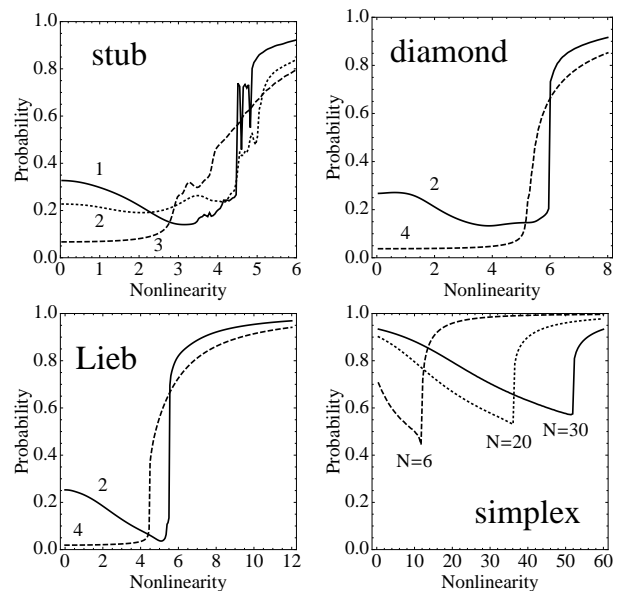 stub
Probability
1.0
0.8
0.6
0.4
0.2
0.0
1
2
3
0 1 2 3 4 5 6
Nonlinearity
diamond
Probability
1.0
0.8
0.6
0.4
0.2
0.0
2
4
0 2 4 6 8
Nonlinearity
Lieb
Probability
1.0
0.8
0.6
0.4
0.2
0.0
2
4
0 2 4 6 8 10 12
Nonlinearity
simplex
Probability
1.0
0.8
0.6
0.4
0.2
0.0
N=6
N=20
N=30
0 10 20 30 40 50 60
Nonlinearity